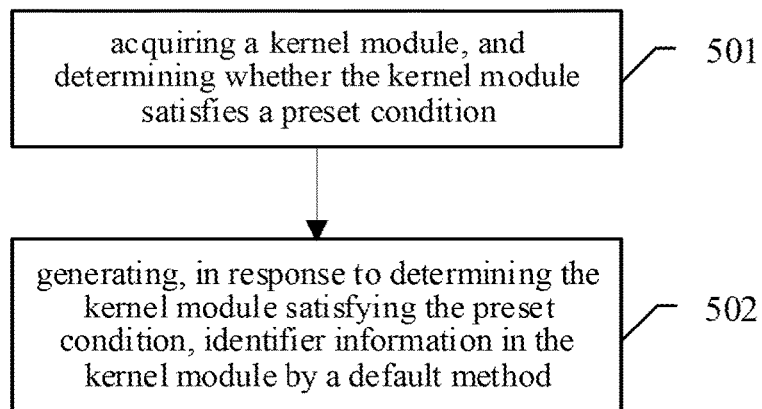 acquiring a kernel module, and
determining whether the kernel module
satisfies a preset condition
501
generating, in response to determining the
kernel module satisfying the preset
condition, identifier information in the
kernel module by a default method
502